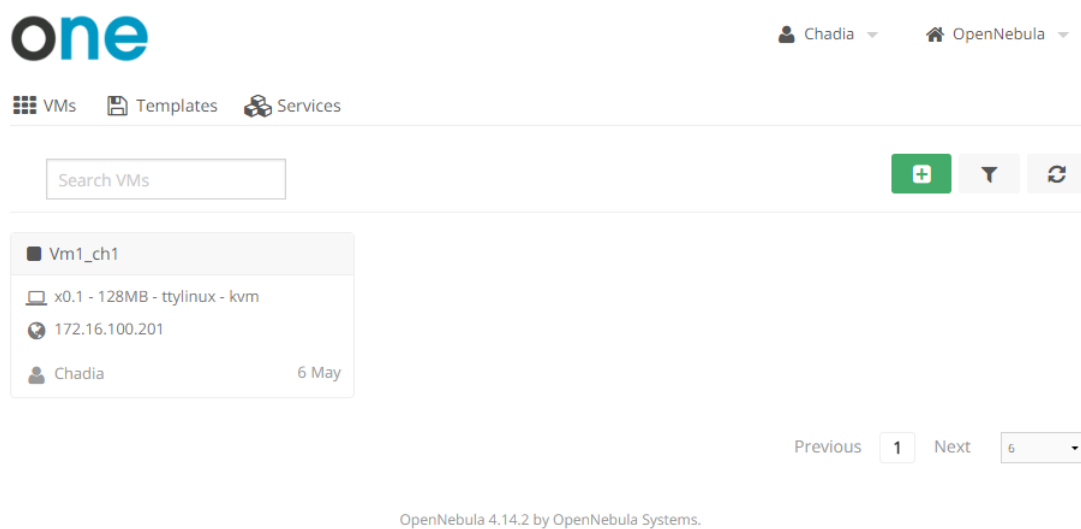 one
Chadia
OpenNebula
VMs
Templates
Services
Search VMs
Vm1_ch1
x0.1 - 128MB - ttylinux - kvm
172.16.100.201
Chadia
6 May
Previous
1
Next
6
OpenNebula 4.14.2 by OpenNebula Systems.